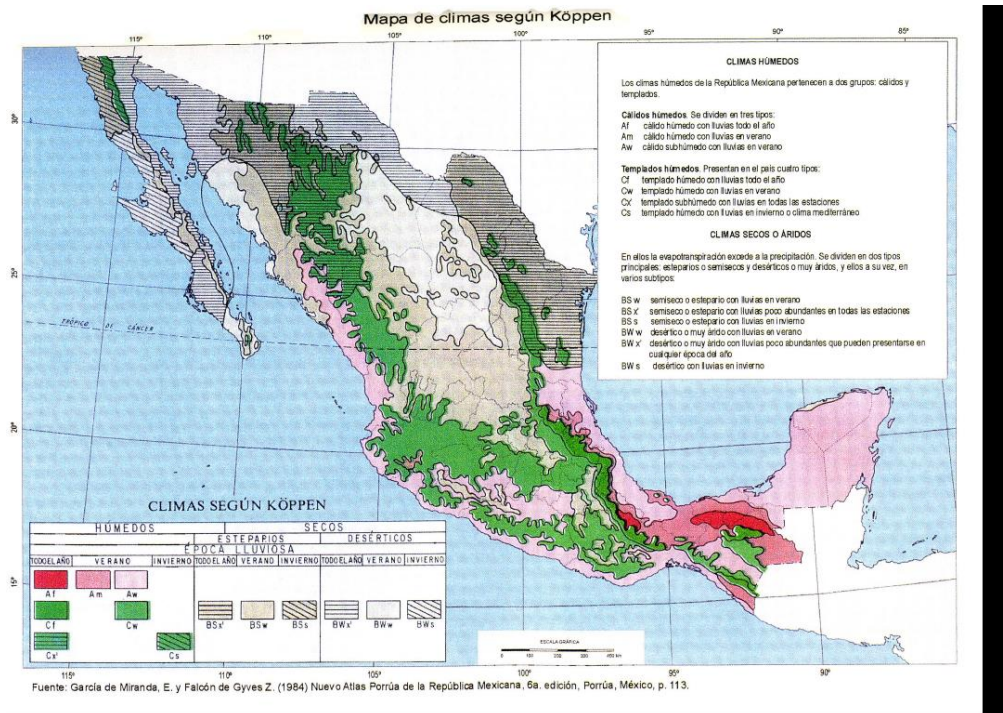 Mapa de climas según Köppen
115°
110°
105°
100°
95°
90°
85°
30°
25°
20°
15°
TRÓPICO DE CÁNCER
CLIMAS HÚMEDOS
Los climas húmedos de la República Mexicana pertenecen a dos grupos: cálidos y
templados.
Cálidos húmedos. Se dividen en tres tipos:
Af cálido húmedo con lluvias todo el año
Am cálido húmedo con lluvias en verano
Aw cálido subhúmedo con lluvias en verano
Templados húmedos. Presentan en el país cuatro tipos:
Cf templado húmedo con lluvias todo el año
Cw templado húmedo con lluvias en verano
Cx' templado subhúmedo con lluvias en todas las estaciones
Cs templado húmedo con lluvias en invierno o clima mediterráneo
CLIMAS SECOS O ÁRIDOS
En ellos la evapotranspiración excede a la precipitación. Se dividen en dos tipos
principales: esteparios o semisecos y desérticos o muy áridos, y ellos a su vez, en
varios subtipos:
BS w semiseco o estepario con lluvias en verano
BS x' semiseco o estepario con lluvias poco abundantes en todas las estaciones
BS s semiseco o estepario con lluvias en invierno
BW w desértico o muy árido con lluvias en verano
BW x' desértico o muy árido con lluvias poco abundantes que pueden presentarse en
cualquier época del año
BW s desértico con lluvias en invierno
CLIMAS SEGÚN KÖPPEN
HÚMEDOS SECOS
ESTEPARIOS DESÉRTICOS
ÉPOCA LLUVIOSA
TODO EL AÑO VERANO INVIERNO TODO EL AÑO VERANO INVIERNO TODO EL AÑO VERANO INVIERNO
Af Am Aw
Cf Cw BSx' BSw BSs BWx' BWw BWs
Cx' Cs
ESCALA GRÁFICA
0 100 200 300 400 km
115°
110°
105°
100°
95°
90°
Fuente: García de Miranda, E. y Falcón de Gyves Z. (1984) Nuevo Atlas Porrúa de la República Mexicana, 6a. edición, Porrúa, México, p. 113.